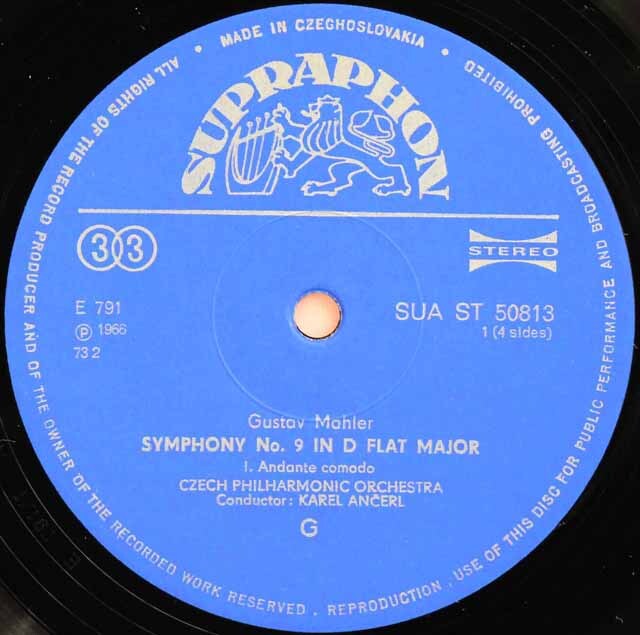 MADE IN CZECHOSLOVAKIA
ALL RIGHTS OF THE RECORD PRODUCER AND OF THE OWNER OF THE RECORDED WORK RESERVED . REPRODUCTION . USE OF THIS DISC FOR PUBLIC PERFORMANCE AND BROADCASTING PROHIBITED
SUPRAPHON
33
STEREO
E 791
℗ 1966
73 2
SUA ST 50813
1 (4 sides)
Gustav Mahler
SYMPHONY No. 9 IN D FLAT MAJOR
I. Andante comodo
CZECH PHILHARMONIC ORCHESTRA
Conductor: KAREL ANČERL
G